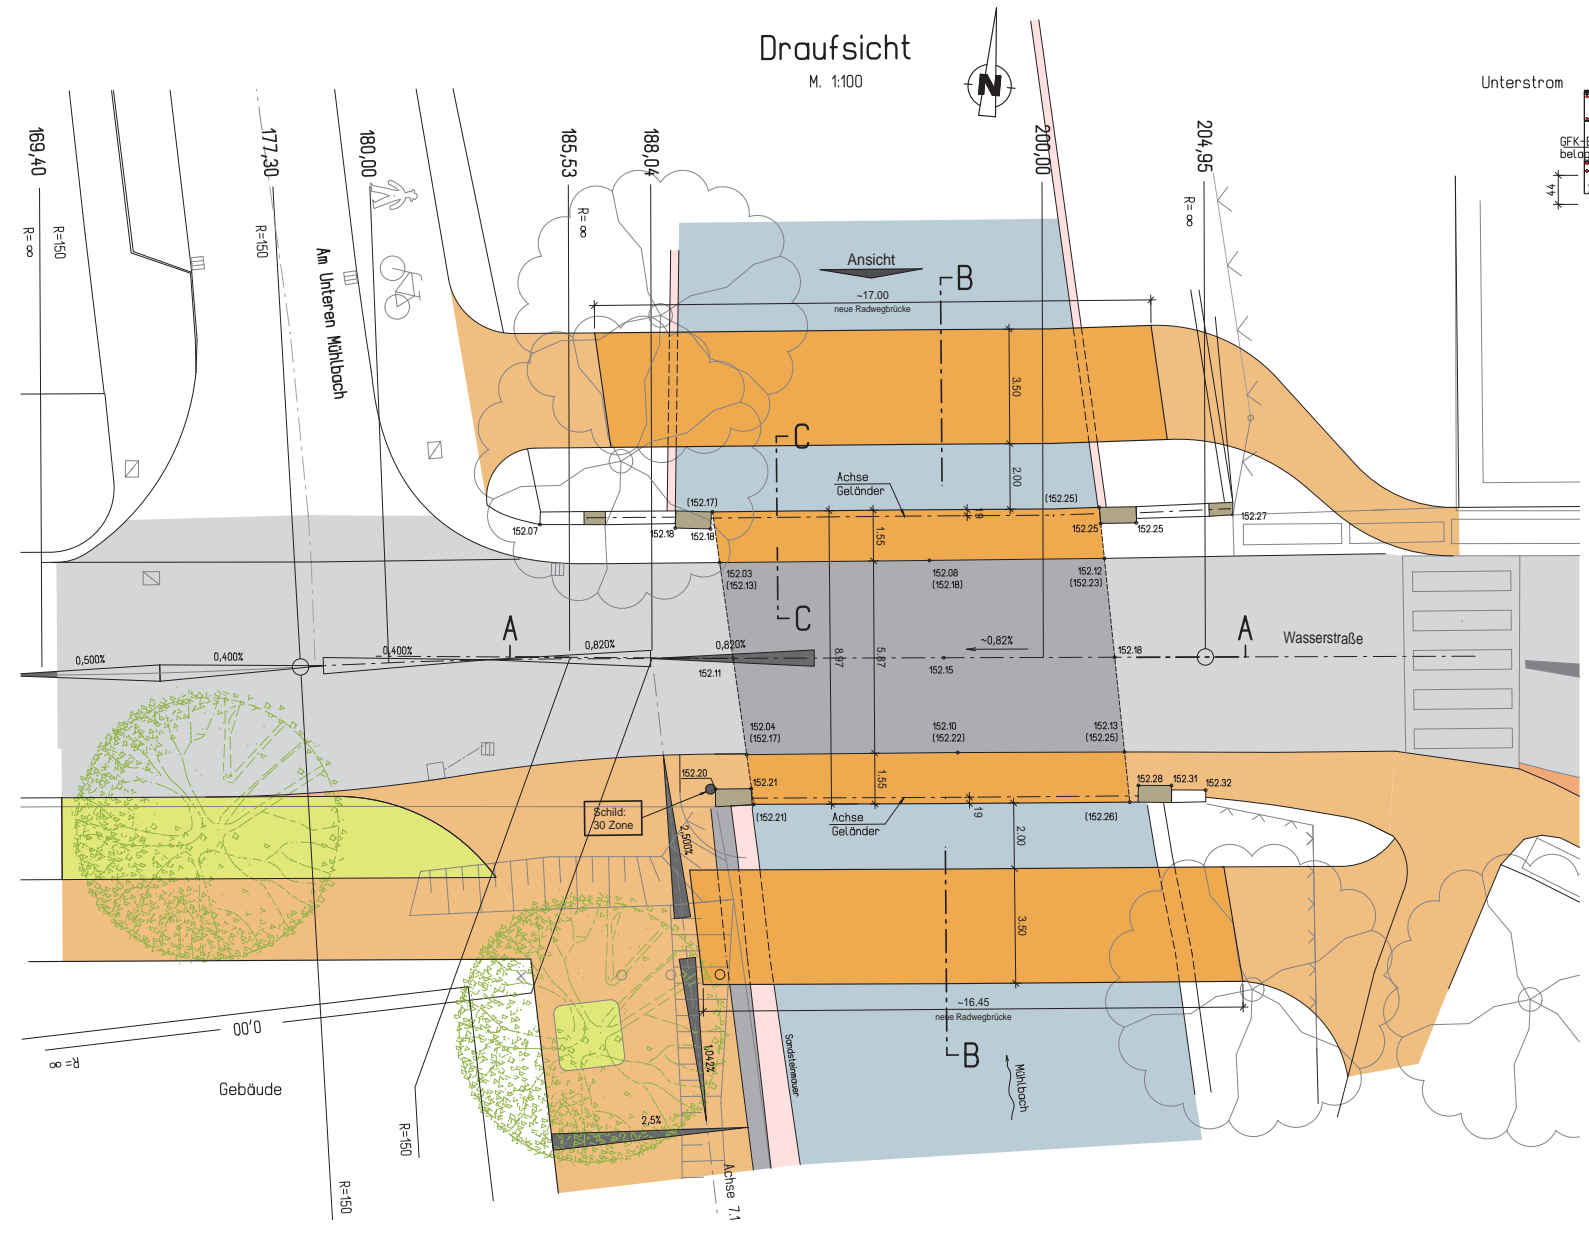 Draufsicht
M. 1:100
N
Unterstrom
GFK-B
belag
44
169,40
177,30
180,00
185,53
188,04
200,00
204,95
R=∞
R=150
R=150
R=∞
R=∞
Am Unteren Mühlbach
Ansicht
B
~17.00
neue Radwegbrücke
3.50
C
2.00
Achse
Geländer
(152.17)
(152.25)
152.07
152.18
152.18
19
152.25
152.25
152.27
1.55
152.03
(152.13)
152.08
(152.18)
152.12
(152.23)
C
A
A
Wasserstraße
0,500%
0,400%
0,400%
0,820%
0,820%
~0,82%
8.97
5.87
152.11
152.15
152.18
152.04
(152.17)
152.10
(152.22)
152.13
(152.25)
152.20
152.21
1.55
152.28
152.31
152.32
Schild:
30 Zone
(152.21)
Achse
Geländer
19
(152.26)
2,500%
2.00
3.50
~16.45
neue Radwegbrücke
B
0,00
R=∞
Gebäude
1,042%
Sandsteinmauer
Mühlbach
2,5%
R=150
R=150
Achse 7.1